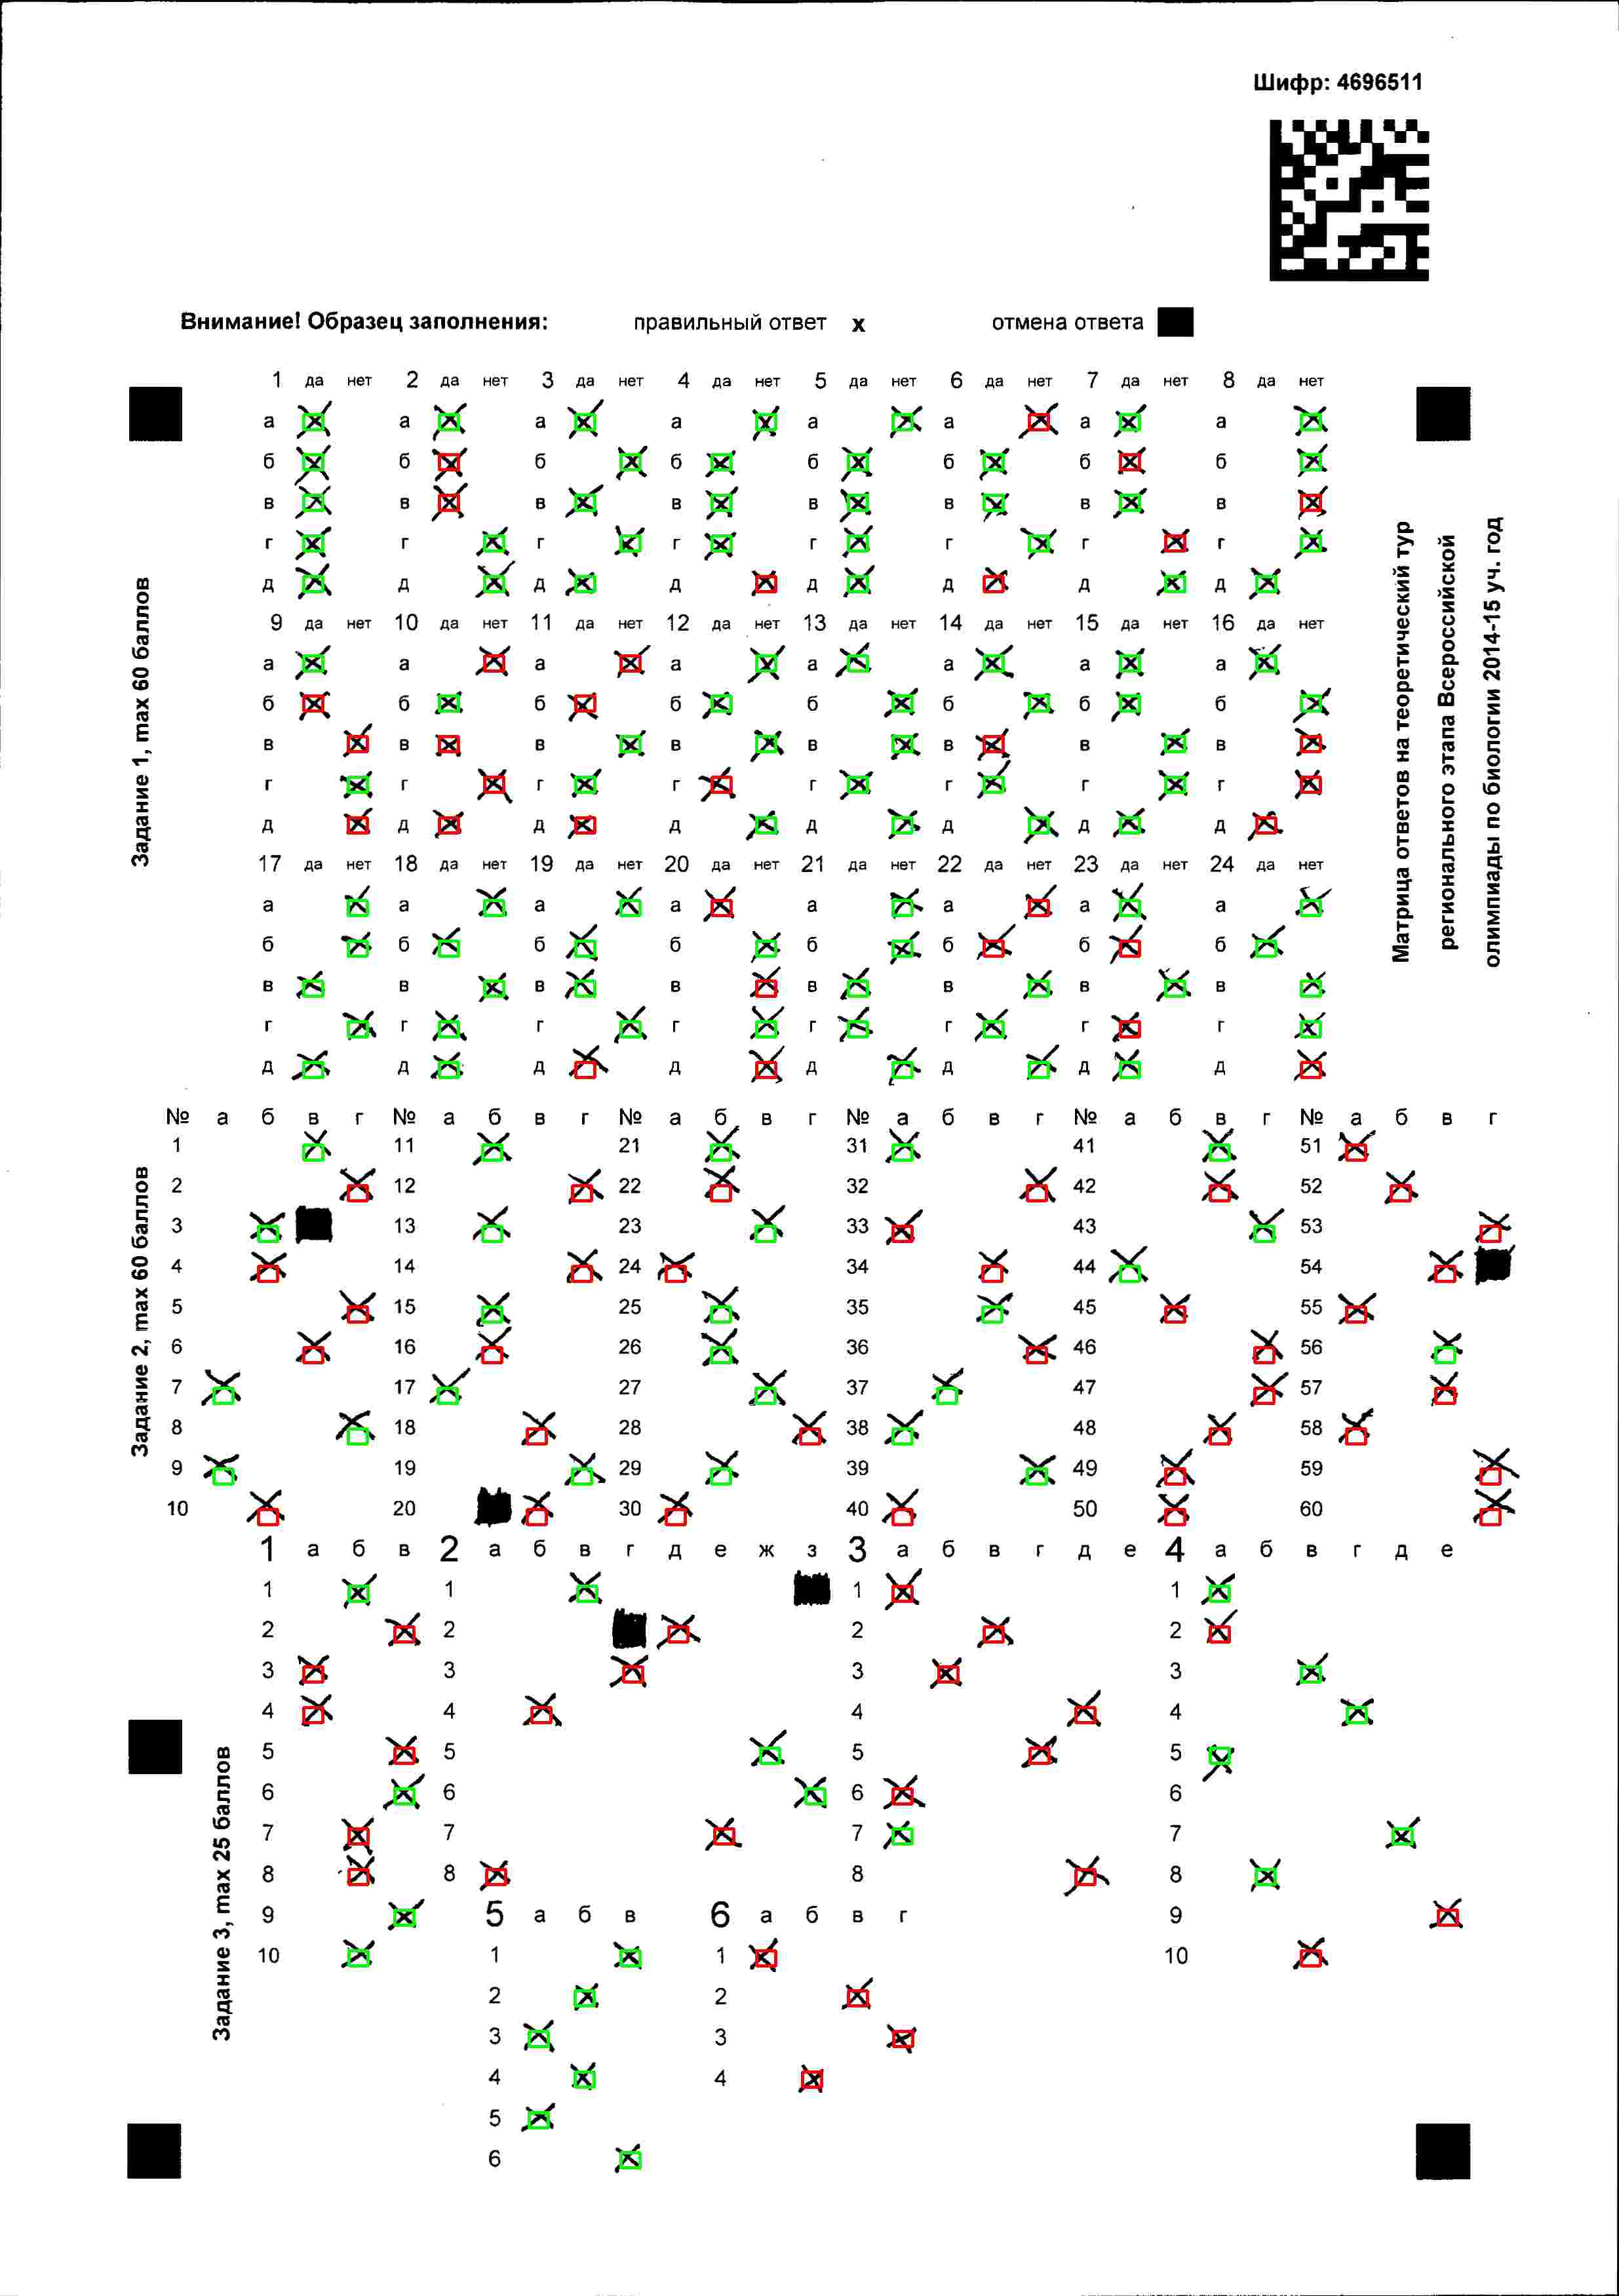 Шифр: 4696511
Внимание! Образец заполнения: правильный ответ x отмена ответа
1 да нет 2 да нет 3 да нет 4 да нет 5 да нет 6 да нет 7 да нет 8 да нет
а а а а а а а а
б б б б б б б б
в в в в в в в в
г г г г г г г г
д д д д д д д д
9 да нет 10 да нет 11 да нет 12 да нет 13 да нет 14 да нет 15 да нет 16 да нет
а а а а а а а а
б б б б б б б б
в в в в в в в в
г г г г г г г г
д д д д д д д д
17 да нет 18 да нет 19 да нет 20 да нет 21 да нет 22 да нет 23 да нет 24 да нет
а а а а а а а а
б б б б б б б б
в в в в в в в в
г г г г г г г г
д д д д д д д д
Задание 1, max 60 баллов
Матрица ответов на теоретический тур
регионального этапа Всероссийской
олимпиады по биологии 2014-15 уч. год
№ а б в г № а б в г № а б в г № а б в г № а б в г № а б в г
1 11 21 31 41 51
2 12 22 32 42 52
3 13 23 33 43 53
4 14 24 34 44 54
5 15 25 35 45 55
6 16 26 36 46 56
7 17 27 37 47 57
8 18 28 38 48 58
9 19 29 39 49 59
10 20 30 40 50 60
Задание 2, max 60 баллов
1 а б в 2 а б в г д е ж з 3 а б в г д е 4 а б в г д е
1 1 1 1
2 2 2 2
3 3 3 3
4 4 4 4
5 5 5 5
6 6 6 6
7 7 7 7
8 8 8 8
9 5 а б в 6 а б в г 9
10 1 1 10
2 2
3 3
4 4
5
6
Задание 3, max 25 баллов